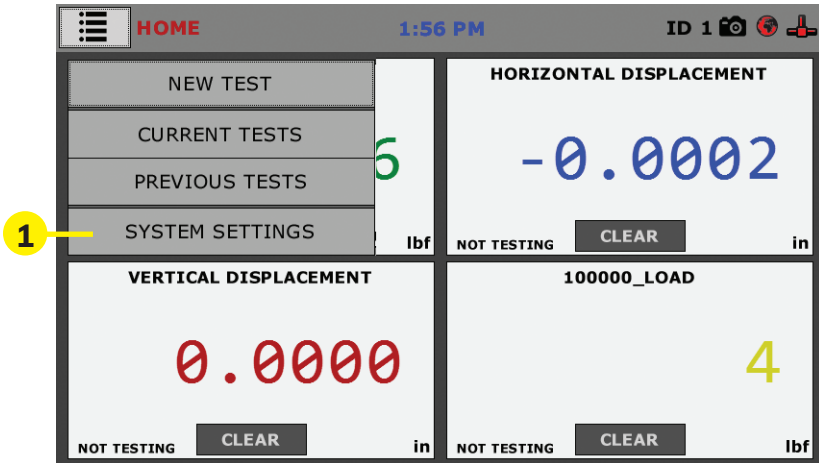 HOME 1:56 PM ID 1
NEW TEST
CURRENT TESTS
PREVIOUS TESTS
1 SYSTEM SETTINGS
6
lbf
HORIZONTAL DISPLACEMENT
-0.0002
NOT TESTING CLEAR in
VERTICAL DISPLACEMENT
0.0000
NOT TESTING CLEAR in
100000_LOAD
4
NOT TESTING CLEAR lbf